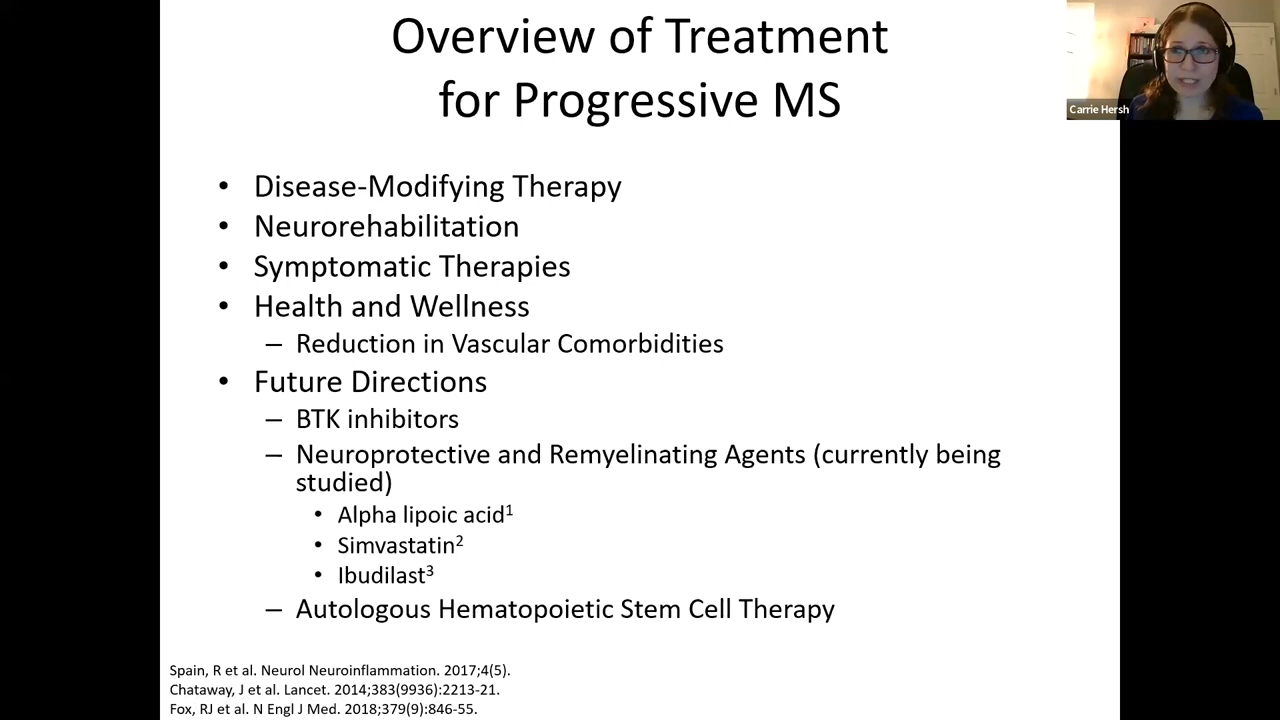 Overview of Treatment
for Progressive MS
Carrie Hersh
• Disease-Modifying Therapy
• Neurorehabilitation
• Symptomatic Therapies
• Health and Wellness
– Reduction in Vascular Comorbidities
• Future Directions
– BTK inhibitors
– Neuroprotective and Remyelinating Agents (currently being
studied)
• Alpha lipoic acid¹
• Simvastatin²
• Ibudilast³
– Autologous Hematopoietic Stem Cell Therapy
Spain, R et al. Neurol Neuroinflammation. 2017;4(5).
Chataway, J et al. Lancet. 2014;383(9936):2213-21.
Fox, RJ et al. N Engl J Med. 2018;379(9):846-55.